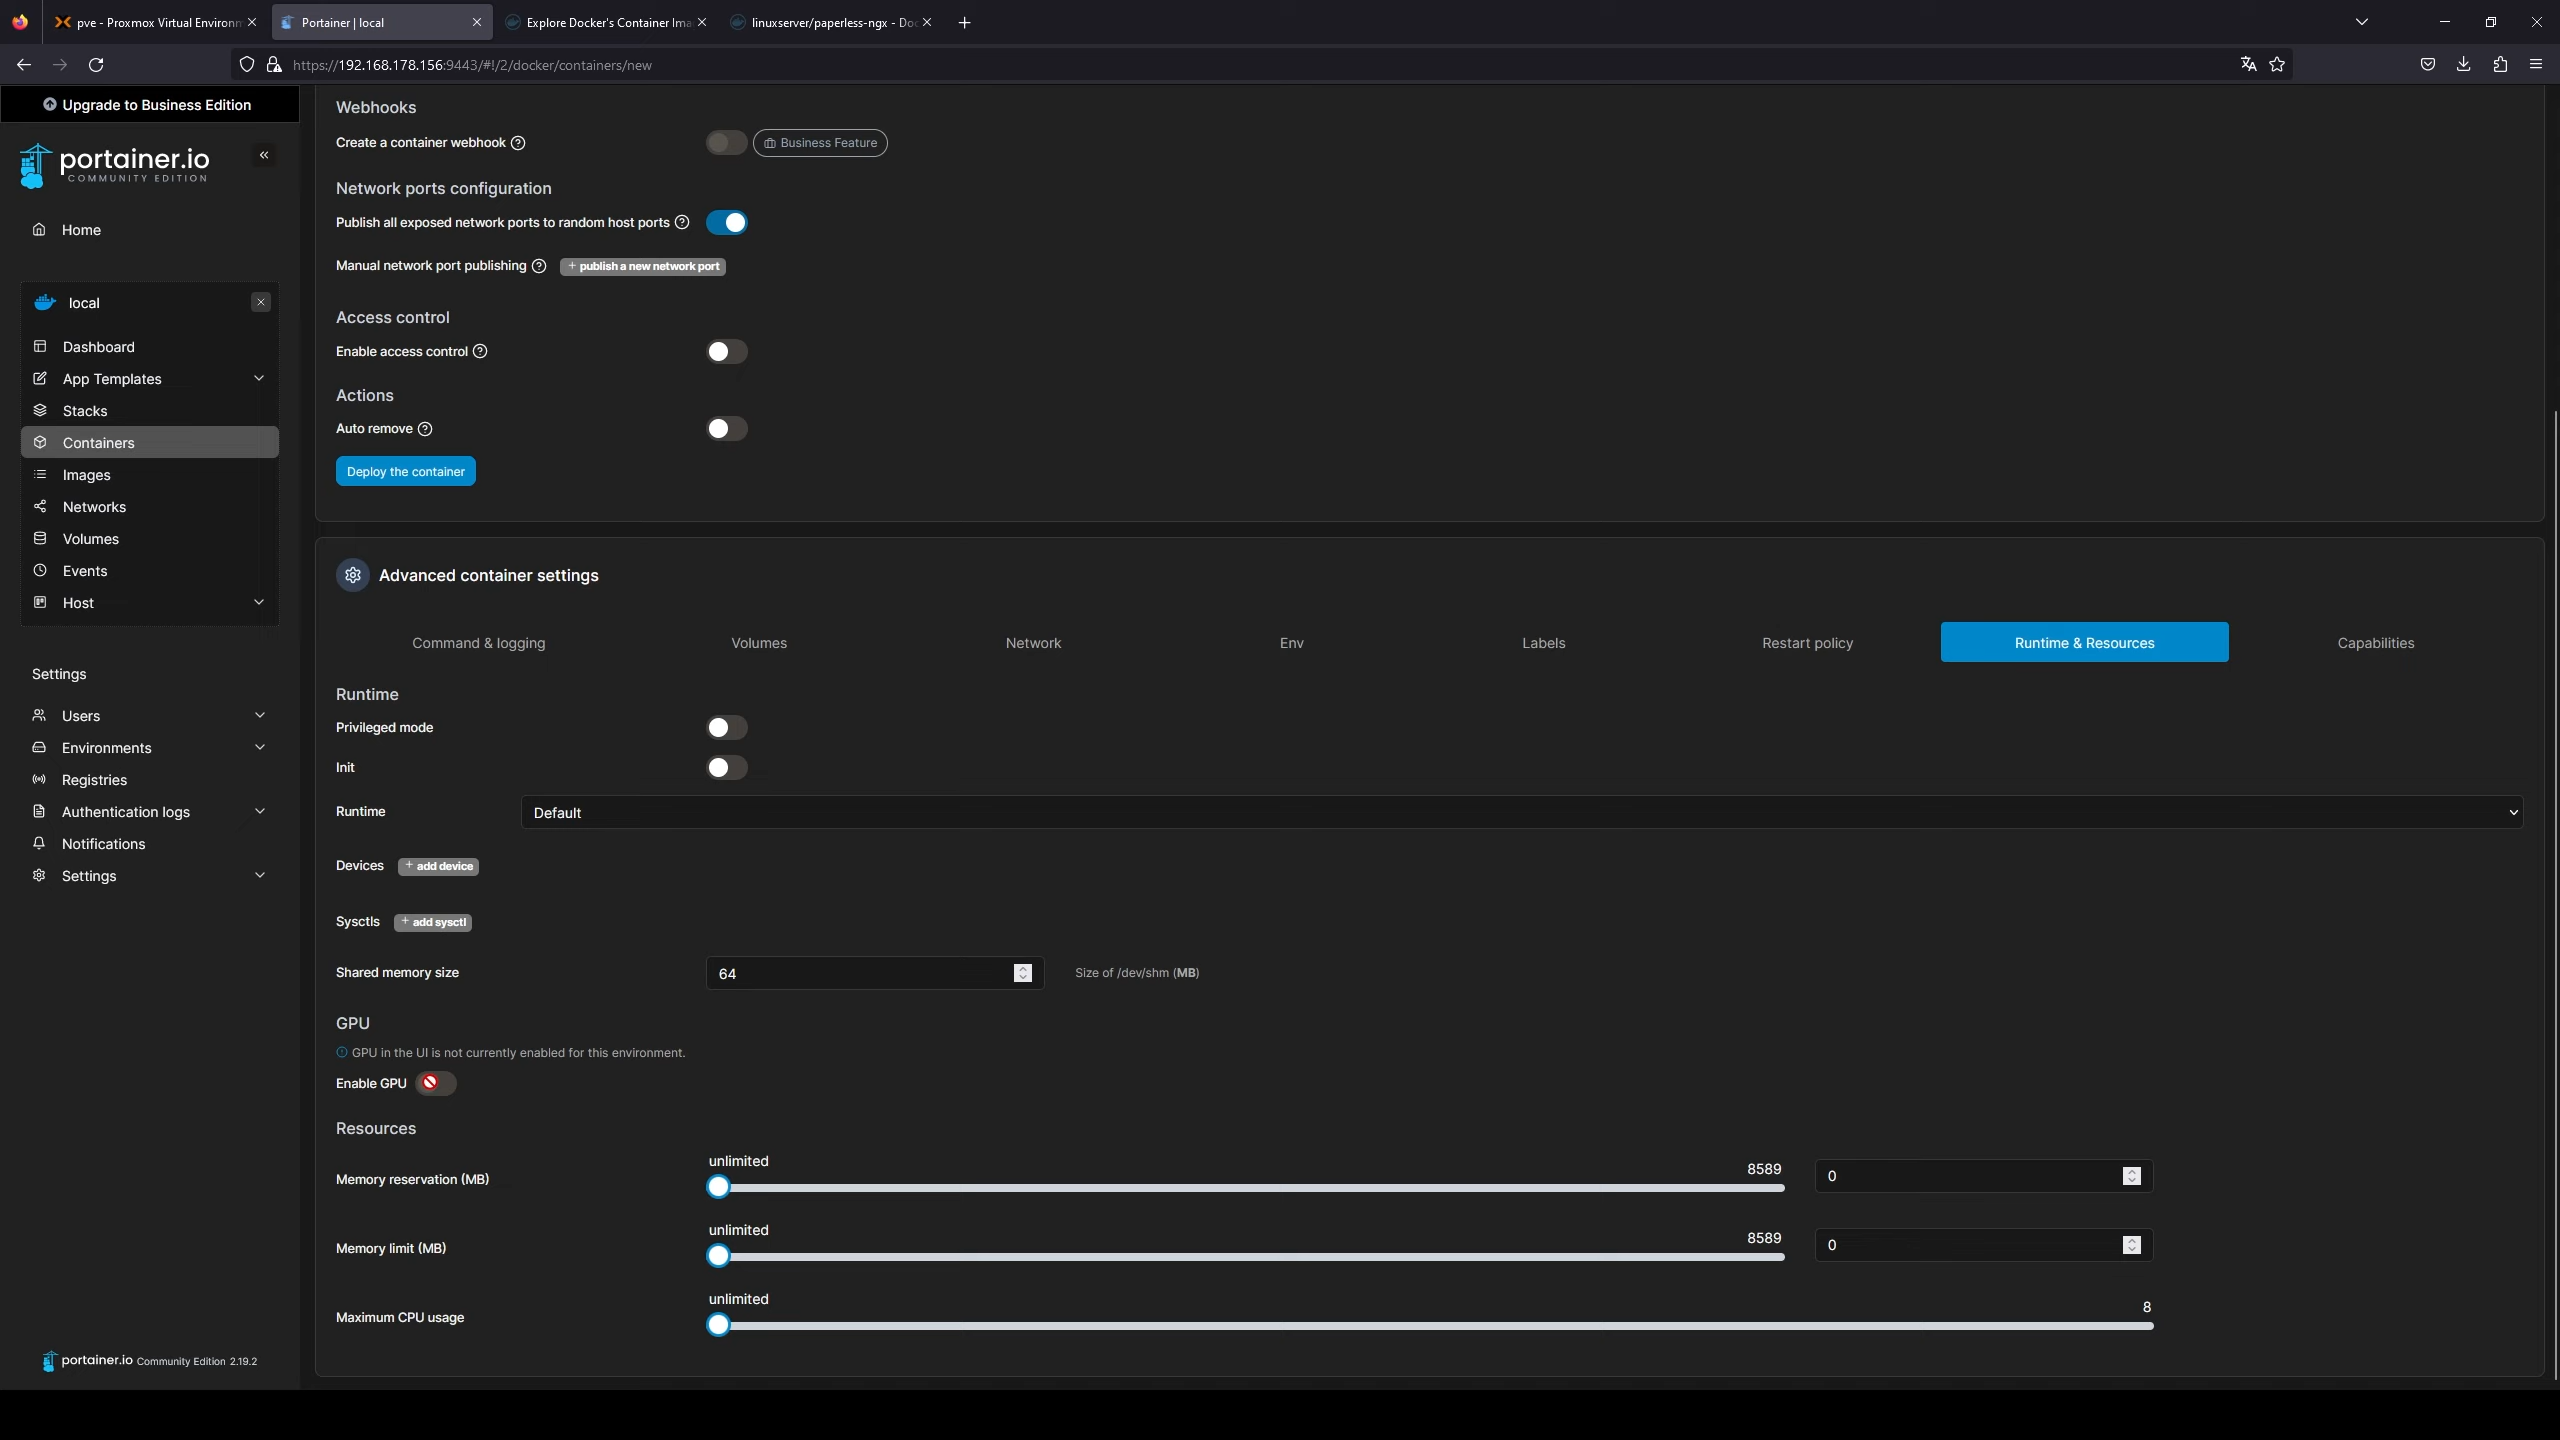 pve - Proxmox Virtual Environm
Portainer | local
Explore Docker's Container Ima
linuxserver/paperless-ngx - Doc
https://192.168.178.156:9443/#!/2/docker/containers/new
Upgrade to Business Edition
portainer.io
COMMUNITY EDITION
Home
local
Dashboard
App Templates
Stacks
Containers
Images
Networks
Volumes
Events
Host
Settings
Users
Environments
Registries
Authentication logs
Notifications
Settings
portainer.io Community Edition 2.19.2
Webhooks
Create a container webhook
Business Feature
Network ports configuration
Publish all exposed network ports to random host ports
Manual network port publishing
+ publish a new network port
Access control
Enable access control
Actions
Auto remove
Deploy the container
Advanced container settings
Command & logging
Volumes
Network
Env
Labels
Restart policy
Runtime & Resources
Capabilities
Runtime
Privileged mode
Init
Runtime
Default
Devices
+ add device
Sysctls
+ add sysctl
Shared memory size
64
Size of /dev/shm (MB)
GPU
GPU in the UI is not currently enabled for this environment.
Enable GPU
Resources
Memory reservation (MB)
unlimited
8589
0
Memory limit (MB)
unlimited
8589
0
Maximum CPU usage
unlimited
8